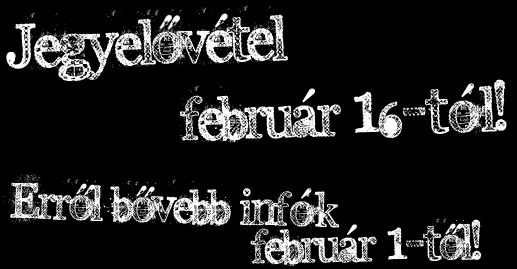 Jegyelővétel
február 16-tól!
Erről bővebb infók
február 1-től!